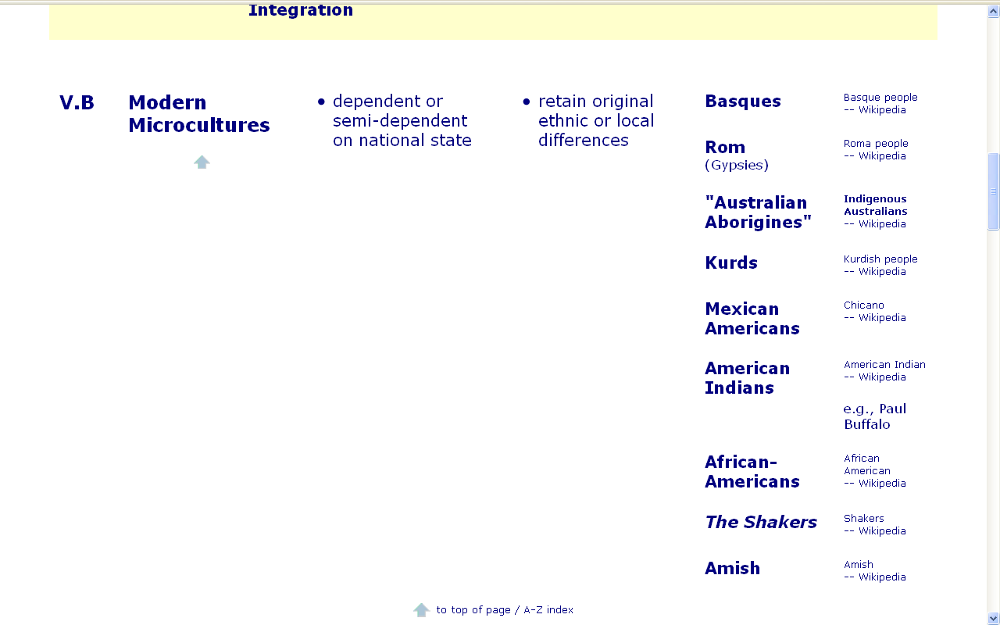 Integration
V.B
Modern
Microcultures
• dependent or
semi-dependent
on national state
• retain original
ethnic or local
differences
Basques
Basque people
-- Wikipedia
Rom
(Gypsies)
Roma people
-- Wikipedia
"Australian
Aborigines"
Indigenous
Australians
-- Wikipedia
Kurds
Kurdish people
-- Wikipedia
Mexican
Americans
Chicano
-- Wikipedia
American
Indians
American Indian
-- Wikipedia
e.g., Paul
Buffalo
African-
Americans
African
American
-- Wikipedia
The Shakers
Shakers
-- Wikipedia
Amish
Amish
-- Wikipedia
to top of page / A-Z index